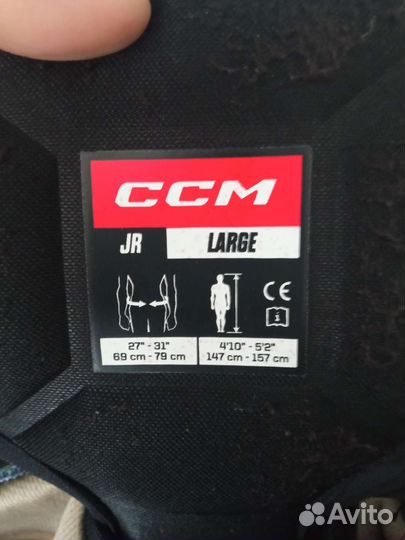 CCM
JR LARGE
CE
i
27" - 31" 4'10" - 5'2"
69 cm - 79 cm 147 cm - 157 cm
Avito